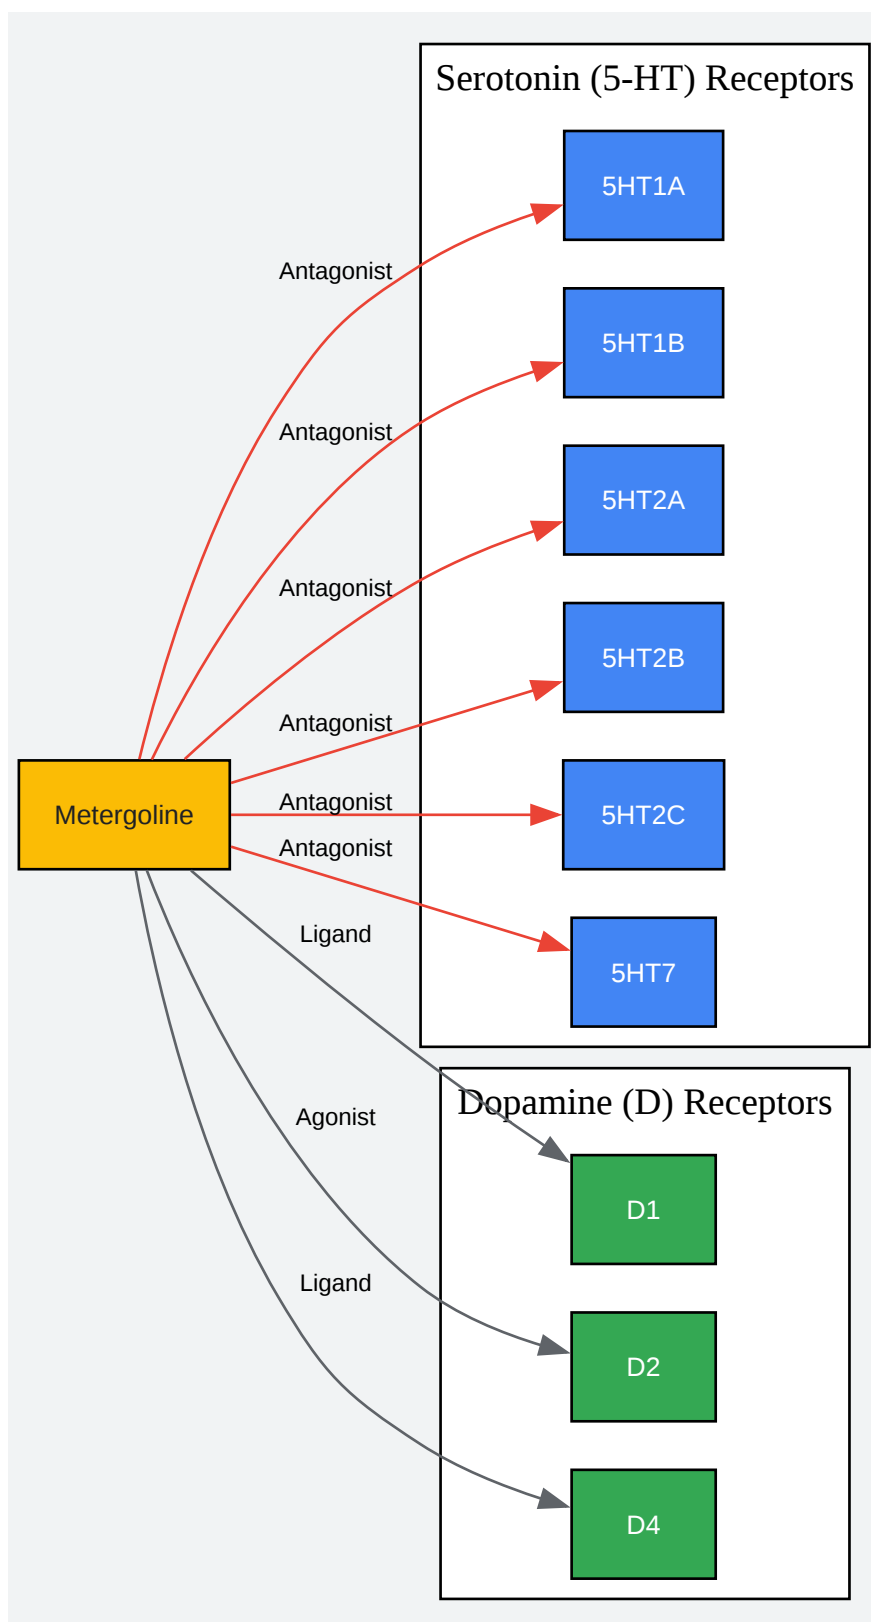 Serotonin (5-HT) Receptors
5HT1A
Antagonist
5HT1B
Antagonist
5HT2A
Antagonist
5HT2B
Antagonist
Metergoline
Antagonist
5HT2C
Antagonist
Ligand
5HT7
Dopamine (D) Receptors
Agonist
D1
Ligand
D2
D4